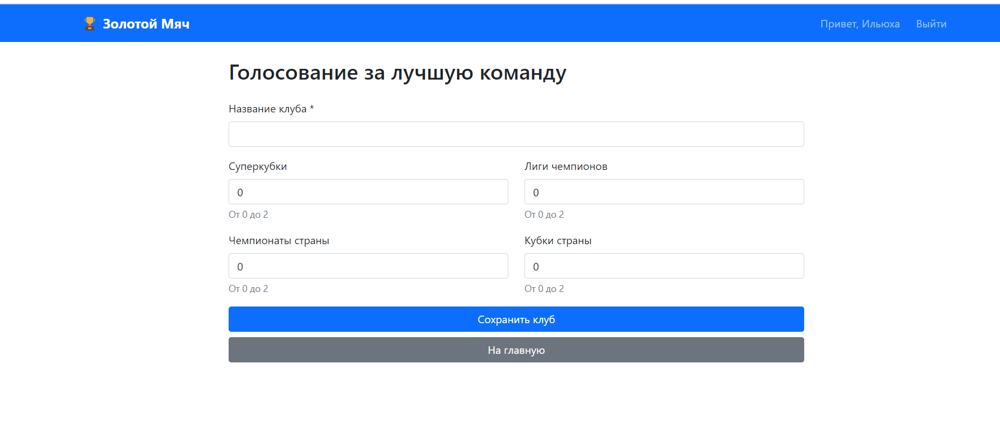 Золотой Мяч
Привет, Ильюха
Выйти
Голосование за лучшую команду
Название клуба *
Суперкубки
Лиги чемпионов
0
0
От 0 до 2
От 0 до 2
Чемпионаты страны
Кубки страны
0
0
От 0 до 2
От 0 до 2
Сохранить клуб
На главную